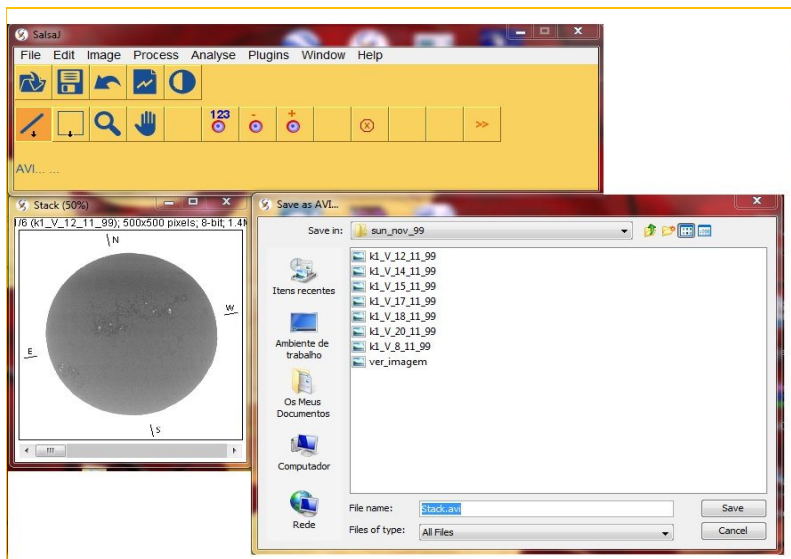 SalsaJ
File Edit Image Process Analyse Plugins Window Help
123
- +
>>
AVI... ...
Stack (50%)
1/6 (k1_V_12_11_99); 500x500 pixels; 8-bit; 1.4M
N
W
E
S
Save as AVI...
Save in: sun_nov_99
Itens recentes
Ambiente de
trabalho
Os Meus
Documentos
Computador
Rede
k1_V_12_11_99
k1_V_14_11_99
k1_V_15_11_99
k1_V_17_11_99
k1_V_18_11_99
k1_V_20_11_99
k1_V_8_11_99
ver_imagem
File name: Stack.avi Save
Files of type: All Files Cancel